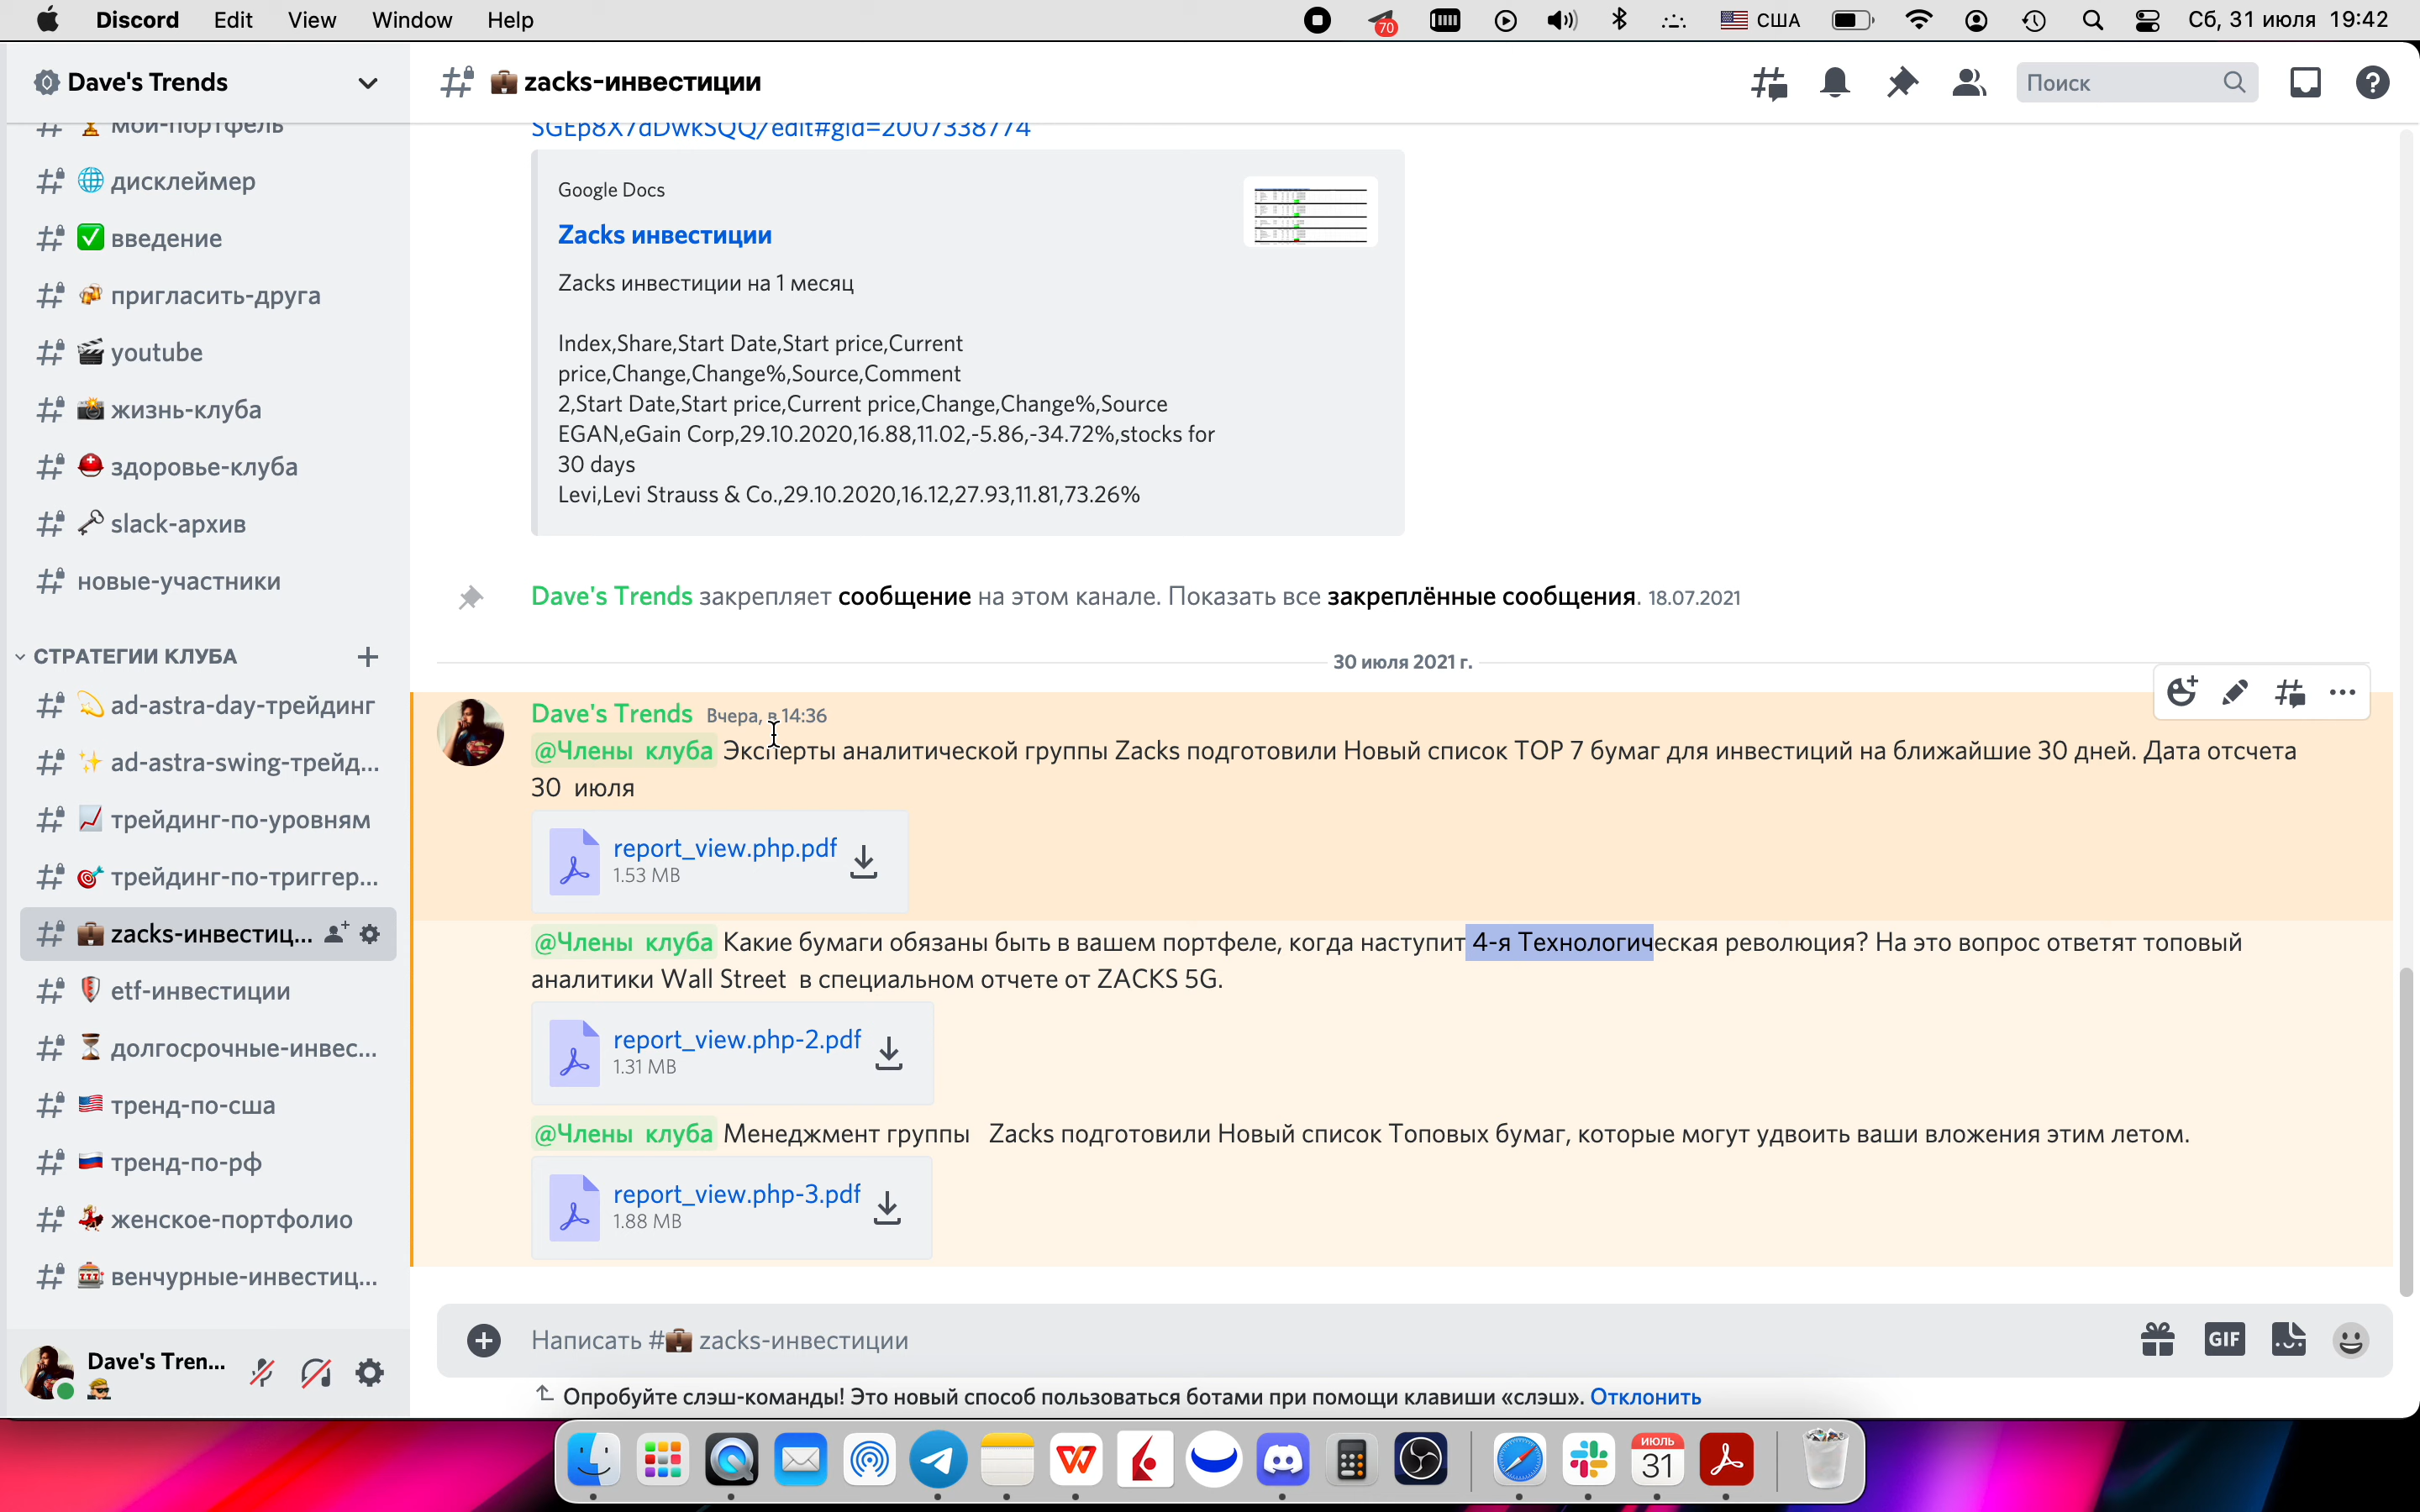 Discord Edit View Window Help
70 США Сб, 31 июля 19:42
Dave's Trends
zacks-инвестиции
Поиск
мой-портфель
дисклеймер
введение
пригласить-друга
youtube
жизнь-клуба
здоровье-клуба
slack-архив
новые-участники
СТРАТЕГИИ КЛУБА
ad-astra-day-трейдинг
ad-astra-swing-трейд...
трейдинг-по-уровням
трейдинг-по-триггер...
zacks-инвестиц...
etf-инвестиции
долгосрочные-инвес...
тренд-по-сша
тренд-по-рф
женское-портфолио
венчурные-инвестиц...
Dave's Tren...
SGEp8X7dDwkSQQ/edit#gid=2007338774
Google Docs
Zacks инвестиции
Zacks инвестиции на 1 месяц
Index,Share,Start Date,Start price,Current
price,Change,Change%,Source,Comment
2,Start Date,Start price,Current price,Change,Change%,Source
EGAN,eGain Corp,29.10.2020,16.88,11.02,-5.86,-34.72%,stocks for
30 days
Levi,Levi Strauss & Co.,29.10.2020,16.12,27.93,11.81,73.26%
Dave's Trends закрепляет сообщение на этом канале. Показать все закреплённые сообщения. 18.07.2021
30 июля 2021 г.
Dave's Trends Вчера, в 14:36
@Члены клуба Эксперты аналитической группы Zacks подготовили Новый список TOP 7 бумаг для инвестиций на ближайшие 30 дней. Дата отсчета
30 июля
report_view.php.pdf
1.53 MB
@Члены клуба Какие бумаги обязаны быть в вашем портфеле, когда наступит 4-я Технологическая революция? На это вопрос ответят топовый
аналитики Wall Street в специальном отчете от ZACKS 5G.
report_view.php-2.pdf
1.31 MB
@Члены клуба Менеджмент группы Zacks подготовили Новый список Топовых бумаг, которые могут удвоить ваши вложения этим летом.
report_view.php-3.pdf
1.88 MB
Написать # zacks-инвестиции
GIF
Опробуйте слэш-команды! Это новый способ пользоваться ботами при помощи клавиши «слэш». Отклонить
ИЮЛЬ
31